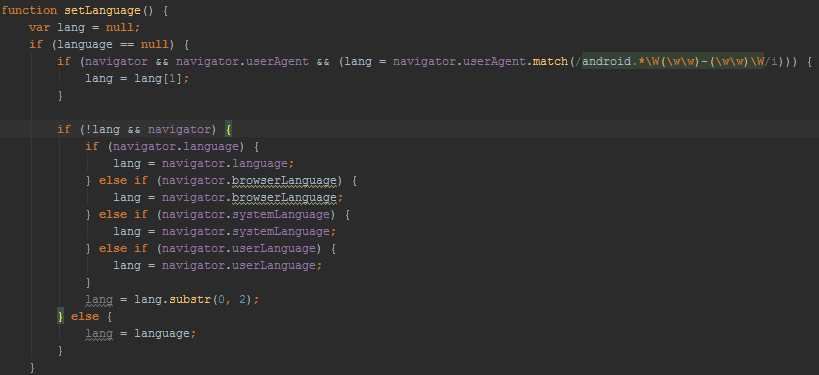 function setLanguage() {
    var lang = null;
    if (language == null) {
        if (navigator && navigator.userAgent && (lang = navigator.userAgent.match(/android.*\W(\w\w)-(\w\w)\W/i))) {
            lang = lang[1];
        }

        if (!lang && navigator) {
            if (navigator.language) {
                lang = navigator.language;
            } else if (navigator.browserLanguage) {
                lang = navigator.browserLanguage;
            } else if (navigator.systemLanguage) {
                lang = navigator.systemLanguage;
            } else if (navigator.userLanguage) {
                lang = navigator.userLanguage;
            }
            lang = lang.substr(0, 2);
        } else {
            lang = language;
        }
    }